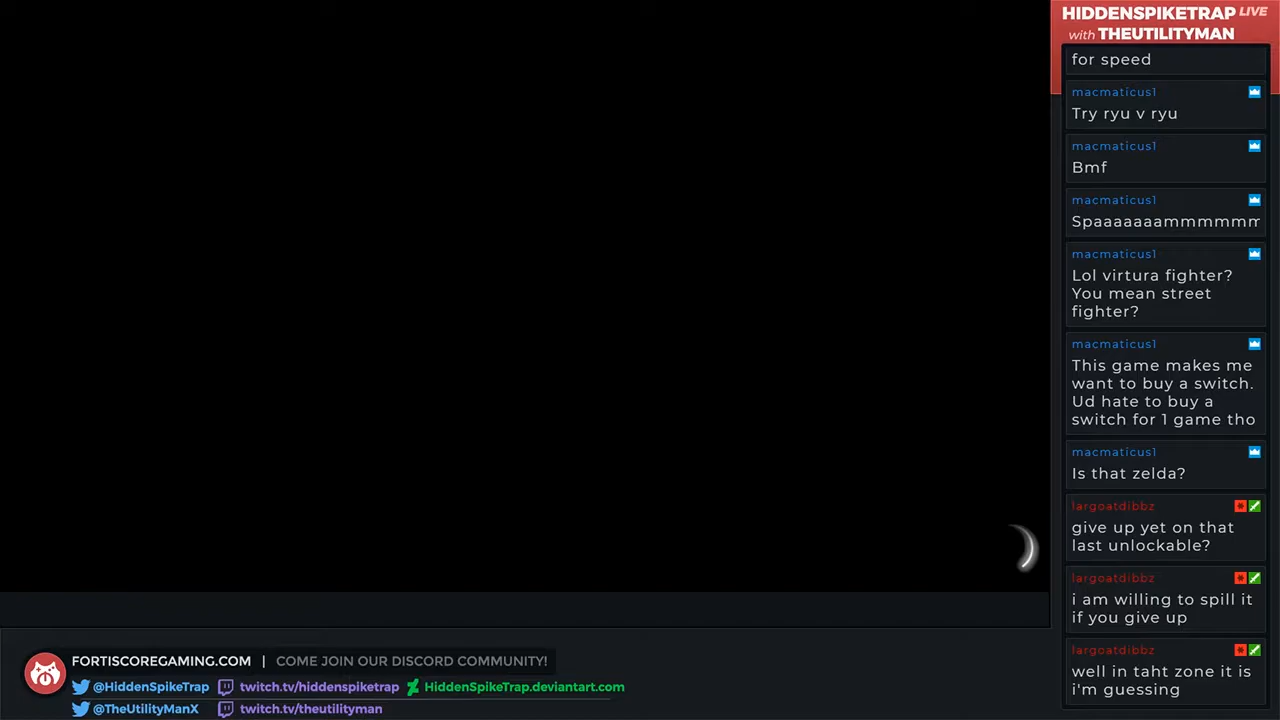 HIDDENSPIKETRAP LIVE
with THEUTILITYMAN
for speed
macmaticus1
Try ryu v ryu
macmaticus1
Bmf
macmaticus1
Spaaaaaaammmmmm
macmaticus1
Lol virtura fighter?
You mean street
fighter?
macmaticus1
This game makes me
want to buy a switch.
Ud hate to buy a
switch for 1 game tho
macmaticus1
Is that zelda?
largoatdibbz
give up yet on that
last unlockable?
largoatdibbz
i am willing to spill it
if you give up
largoatdibbz
well in taht zone it is
i'm guessing
FORTISCOREGAMING.COM | COME JOIN OUR DISCORD COMMUNITY!
@HiddenSpikeTrap twitch.tv/hiddenspiketrap HiddenSpikeTrap.deviantart.com
@TheUtilityManX twitch.tv/theutilityman